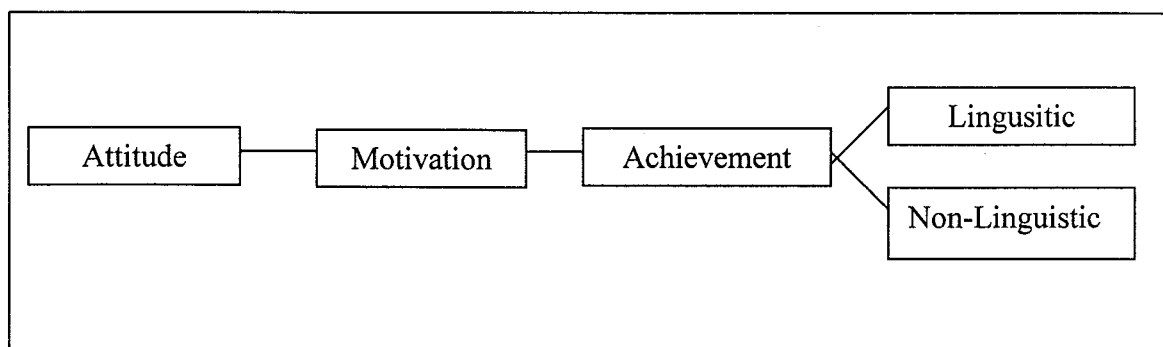 Attitude
Motivation
Achievement
Lingusitic
Non-Linguistic